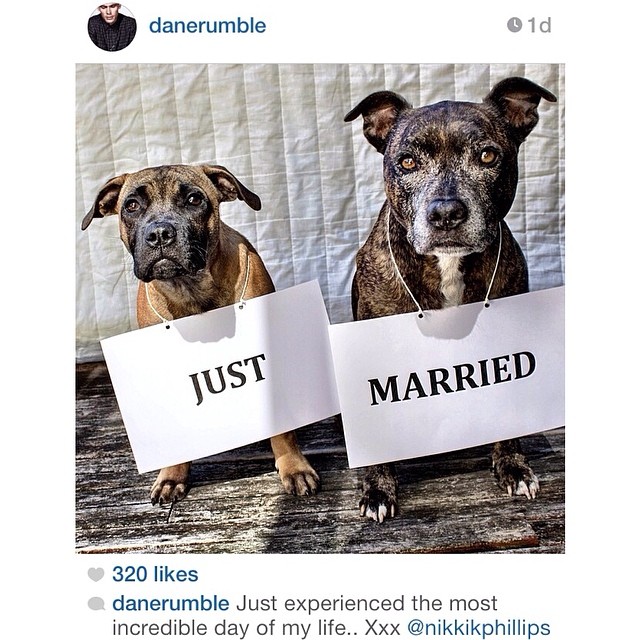 danerumble 1d
JUST
MARRIED
320 likes
danerumble Just experienced the most
incredible day of my life.. Xxx @nikkikphillips